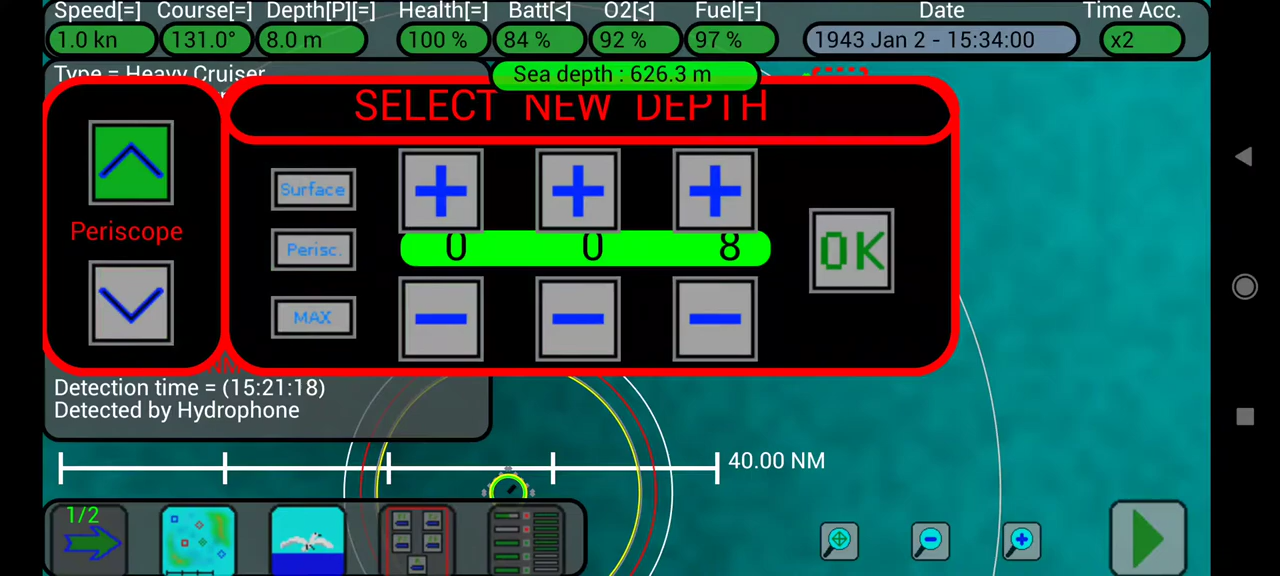 Speed[=] Course[=] Depth[P][=] Health[=] Batt[<] O2[<] Fuel[=] Date Time Acc.
1.0 kn 131.0° 8.0 m 100 % 84 % 92 % 97 % 1943 Jan 2 - 15:34:00 x2
Type = Heavy Cruiser
Sea depth : 626.3 m
SELECT NEW DEPTH
Surface
Periscope
Perisc.
0 0 8
OK
MAX
Detection time = (15:21:18)
Detected by Hydrophone
40.00 NM
1/2